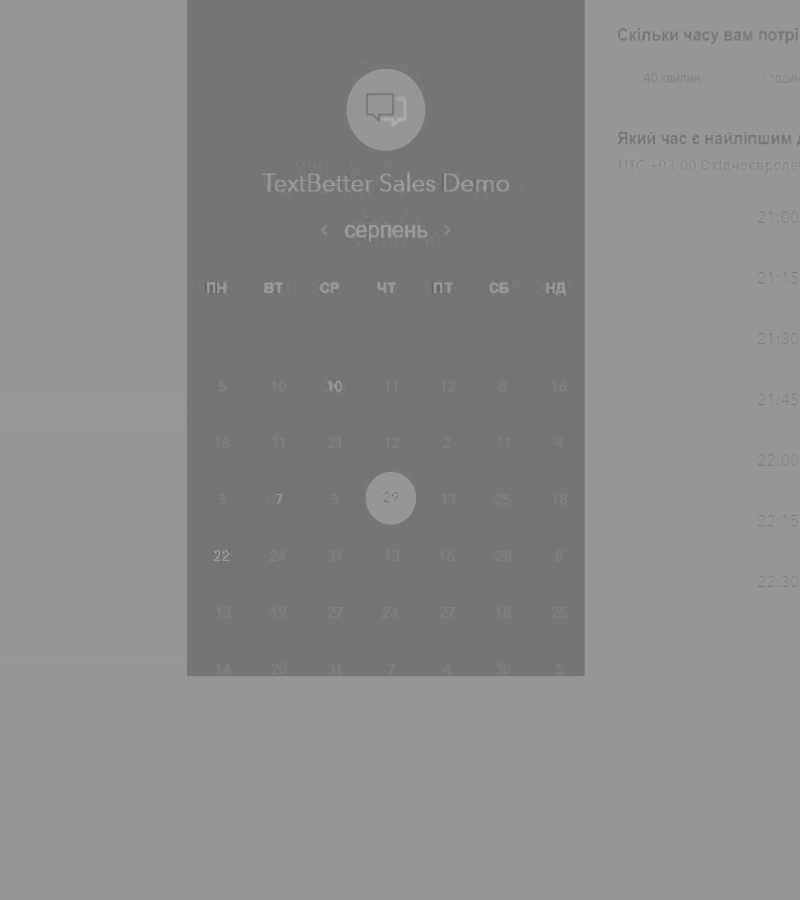 TextBetter Sales Demo
‹ серпень ›
ПН ВТ СР ЧТ ПТ СБ НД
5 10 10 11 12 8 16
18 11 21 12 2 11 4
3 7 3 29 13 25 18
22 24 31 13 16 28 8
13 19 27 24 27 18 25
14 20 31 7 4 30 5
Скільки часу вам
40 хвилин 1
Який час є найліпшим
UTC +03:00
21:00
21:15
21:30
21:45
22:00
22:15
22:30